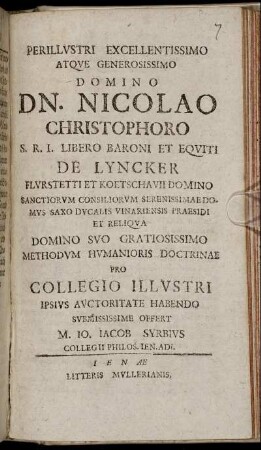 7
PERILLVSTRI EXCELLENTISSIMO
ATQVE GENEROSISSIMO
DOMINO
DN. NICOLAO
CHRISTOPHORO
S. R. I. LIBERO BARONI ET EQVITI
DE LYNCKER
FLVRSTETTI ET KOETSCHAVII DOMINO
SANCTIORVM CONSILIORVM SERENISSIMAE DO-
MVS SAXO DVCALIS VINARIENSIS PRAESIDI
ET RELIQVA
DOMINO SVO GRATIOSISSIMO
METHODVM HVMANIORIS DOCTRINAE
PRO
COLLEGIO ILLVSTRI
IPSIVS AVCTORITATE HABENDO
SVBMISSISSIME OFFERT
M. IO. IACOB SYRBIVS
COLLEGII PHILOS. IEN. ADI.
IENAE
LITTERIS MVLLERIANIS.